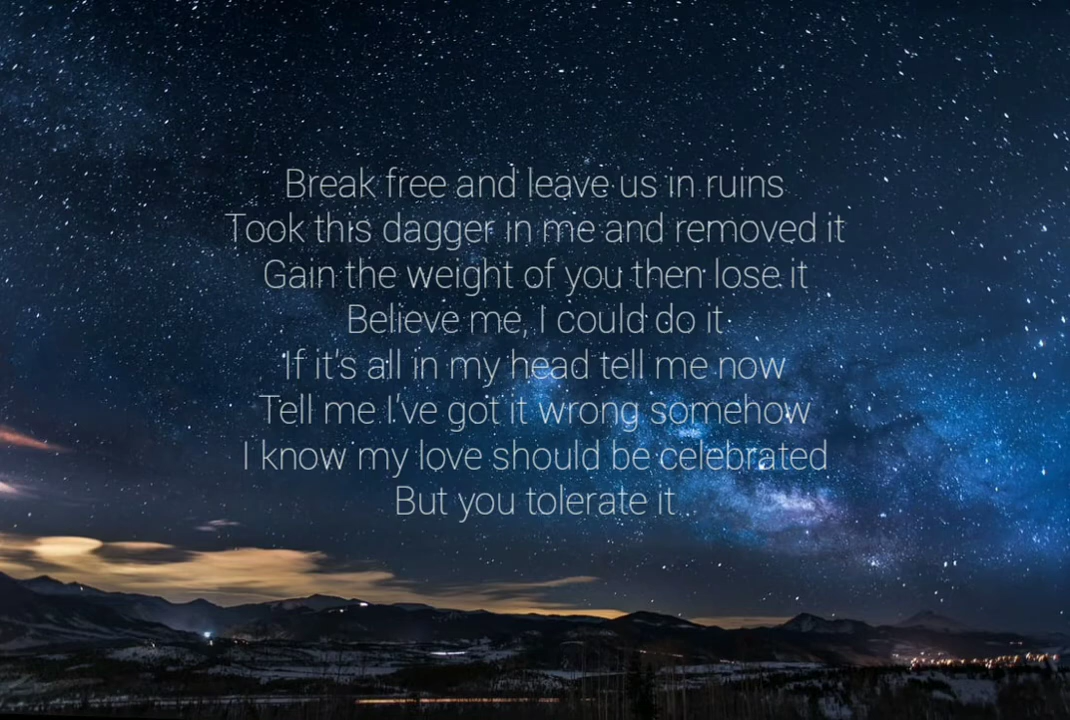 Break free and leave us in ruins
Took this dagger in me and removed it
Gain the weight of you then lose it
Believe me, I could do it
If it's all in my head tell me now
Tell me I've got it wrong somehow
I know my love should be celebrated
But you tolerate it